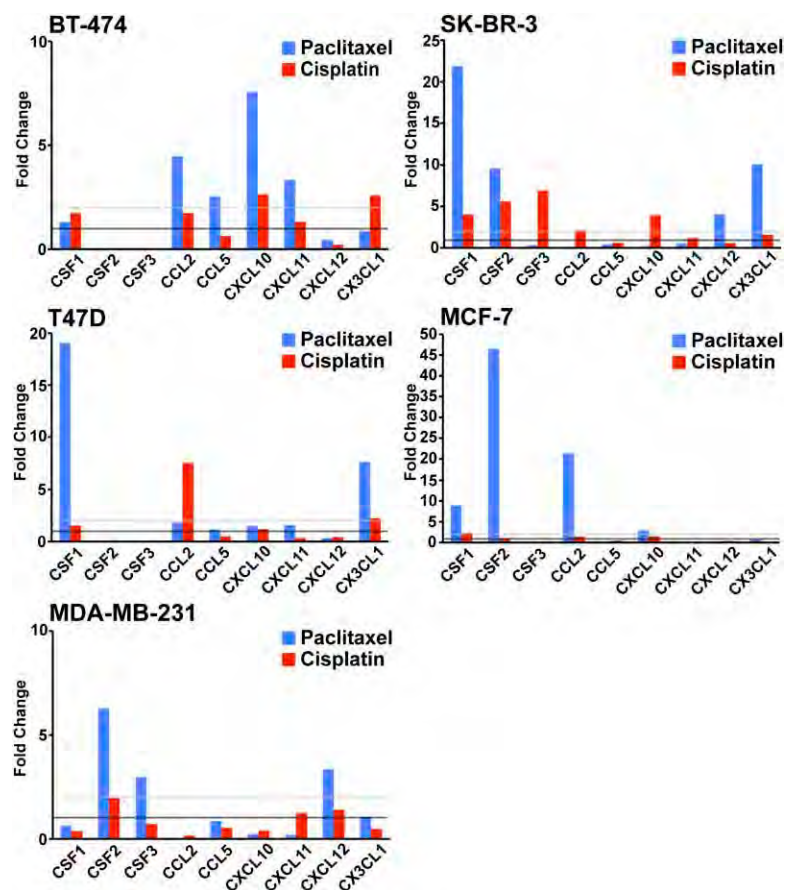 BT-474
Paclitaxel
Cisplatin
Fold Change
10
5
0
CSF1 CSF2 CSF3 CCL2 CCL5 CXCL10 CXCL11 CXCL12 CX3CL1
SK-BR-3
Paclitaxel
Cisplatin
Fold Change
25
20
15
10
5
0
CSF1 CSF2 CSF3 CCL2 CCL5 CXCL10 CXCL11 CXCL12 CX3CL1
T47D
Paclitaxel
Cisplatin
Fold Change
20
15
10
5
0
CSF1 CSF2 CSF3 CCL2 CCL5 CXCL10 CXCL11 CXCL12 CX3CL1
MCF-7
Paclitaxel
Cisplatin
Fold Change
50
45
40
35
30
25
20
15
10
5
0
CSF1 CSF2 CSF3 CCL2 CCL5 CXCL10 CXCL11 CXCL12 CX3CL1
MDA-MB-231
Paclitaxel
Cisplatin
Fold Change
10
5
0
CSF1 CSF2 CSF3 CCL2 CCL5 CXCL10 CXCL11 CXCL12 CX3CL1